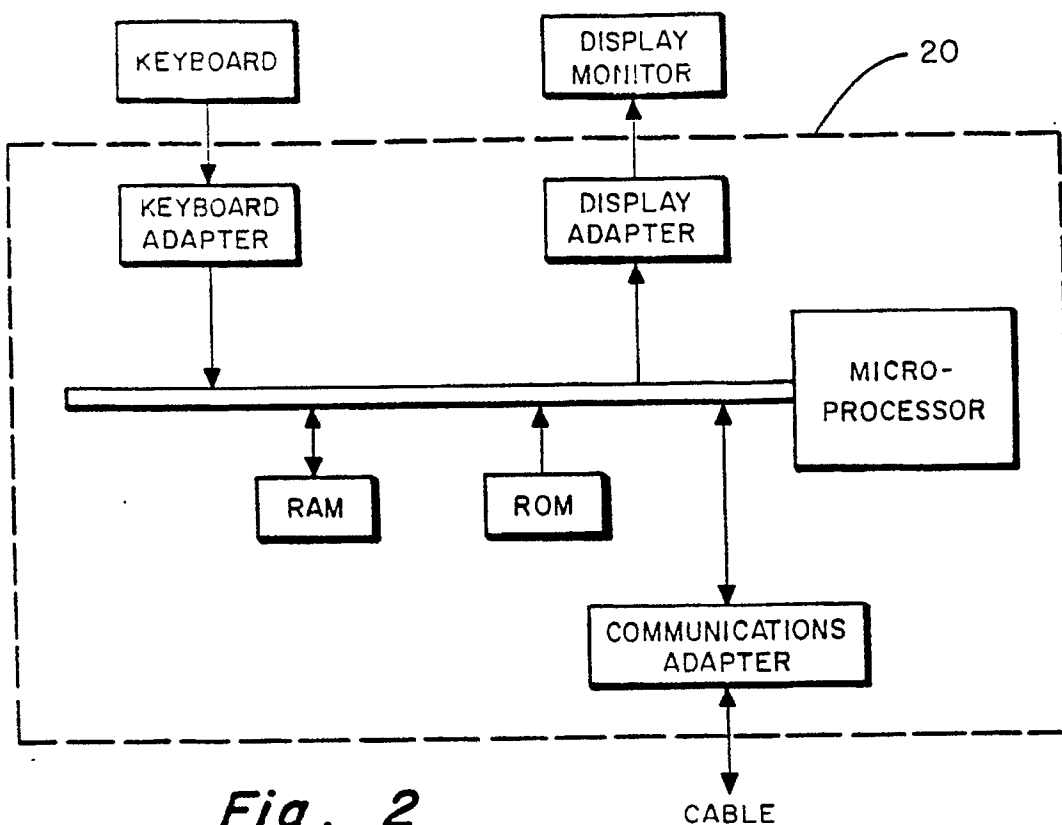 KEYBOARD
DISPLAY
MONITOR
20
KEYBOARD
ADAPTER
DISPLAY
ADAPTER
MICRO-
PROCESSOR
RAM
ROM
COMMUNICATIONS
ADAPTER
Fig. 2
CABLE